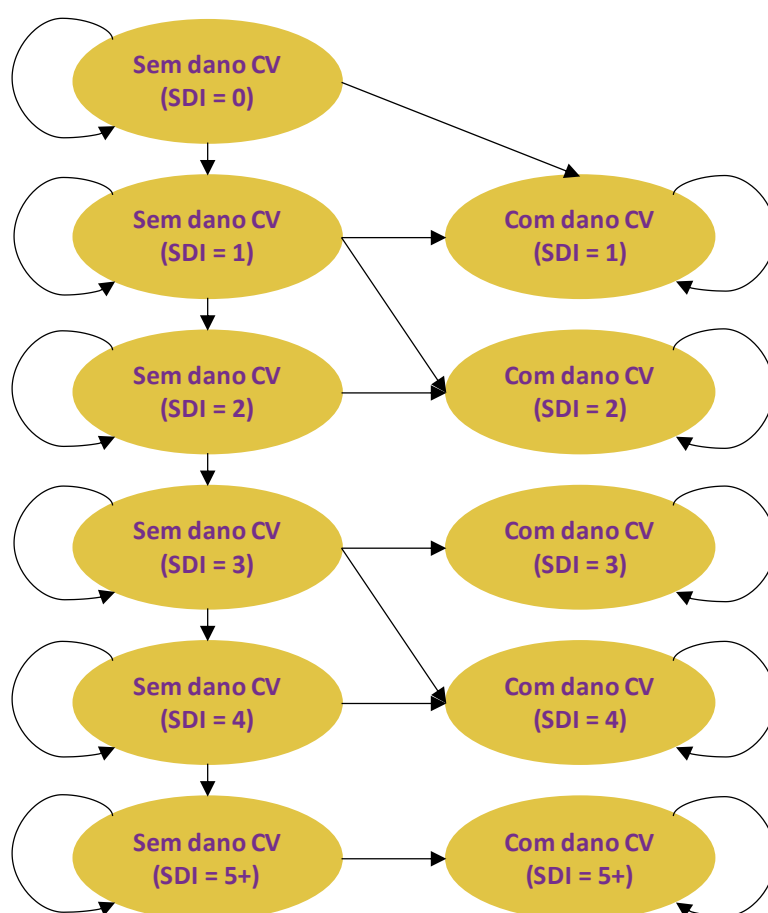 Sem dano CV
(SDI = 0)
Sem dano CV
(SDI = 1)
Com dano CV
(SDI = 1)
Sem dano CV
(SDI = 2)
Com dano CV
(SDI = 2)
Sem dano CV
(SDI = 3)
Com dano CV
(SDI = 3)
Sem dano CV
(SDI = 4)
Com dano CV
(SDI = 4)
Sem dano CV
(SDI = 5+)
Com dano CV
(SDI = 5+)